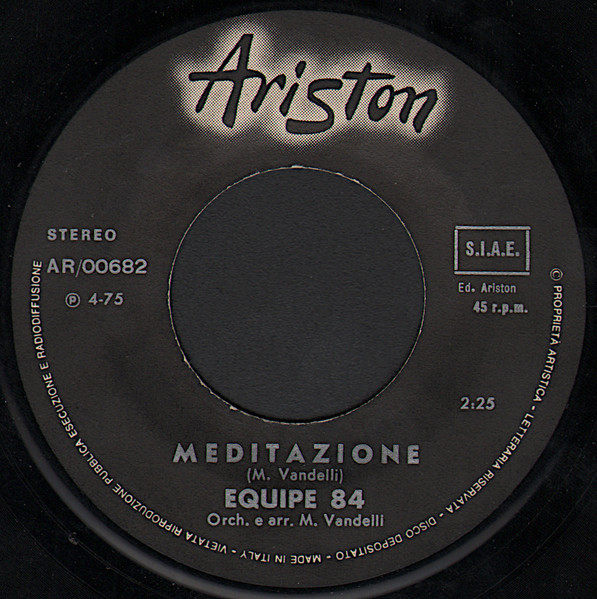 Ariston
STEREO
AR/00682
℗ 4-75
S.I.A.E.
Ed. Ariston
45 r.p.m.
2:25
MEDITAZIONE
(M. Vandelli)
EQUIPE 84
Orch. e arr. M. Vandelli
© PROPRIETÀ ARTISTICA - LETTERARIA RISERVATA - DISCO DEPOSITATO - MADE IN ITALY - VIETATA RIPRODUZIONE PUBBLICA ESECUZIONE E RADIODIFFUSIONE